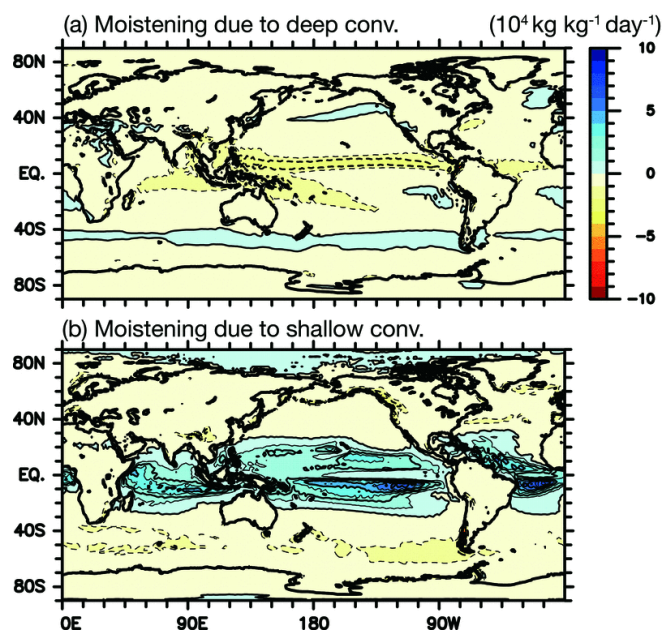 (a) Moistening due to deep conv. (10⁴ kg kg⁻¹ day⁻¹)
80N
40N
EQ.
40S
80S
10
5
0
−5
−10
(b) Moistening due to shallow conv.
80N
40N
EQ.
40S
80S
0E 90E 180 90W